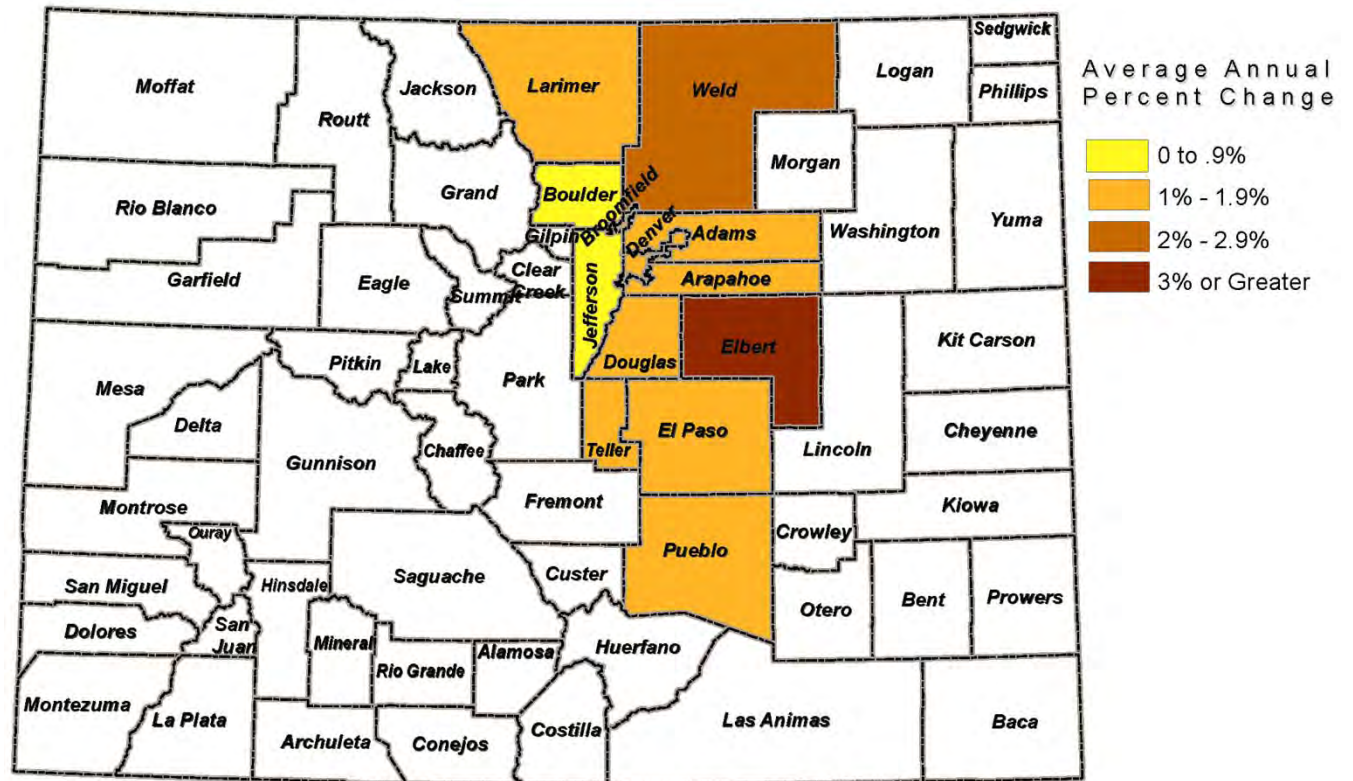 Sedgwick
Logan
Moffat
Jackson
Larimer
Weld
Phillips
Routt
Morgan
Grand
Boulder
Broomfield
Rio Blanco
Yuma
Washington
Gilpin
Denver
Adams
Garfield
Eagle
Clear
Creek
Summit
Arapahoe
Jefferson
Kit Carson
Elbert
Pitkin
Lake
Douglas
Mesa
Park
Delta
El Paso
Cheyenne
Chaffee
Teller
Lincoln
Gunnison
Fremont
Kiowa
Montrose
Ouray
Crowley
Pueblo
San Miguel
Hinsdale
Saguache
Custer
Otero
Bent
Prowers
Dolores
San
Juan
Mineral
Rio Grande
Alamosa
Huerfano
Montezuma
La Plata
Archuleta
Conejos
Costilla
Las Animas
Baca
Average Annual
Percent Change
0 to .9%
1% - 1.9%
2% - 2.9%
3% or Greater